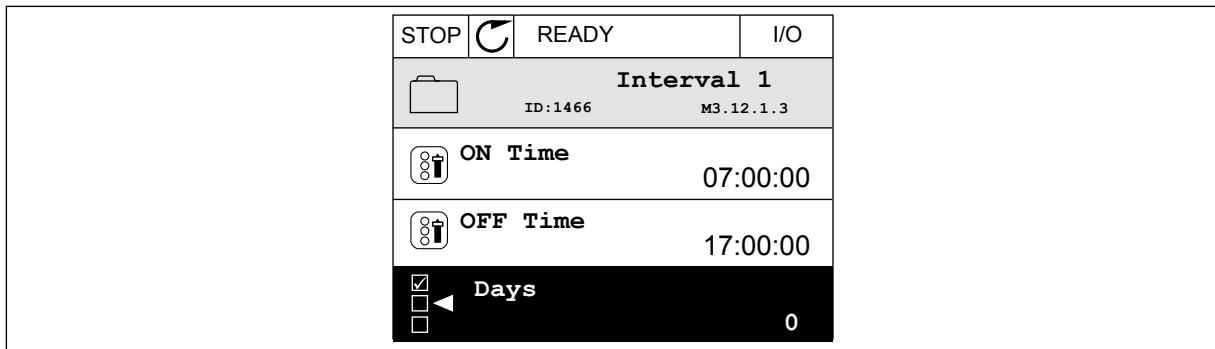 STOP READY I/O
Interval 1
ID:1466 M3.12.1.3
ON Time
07:00:00
OFF Time
17:00:00
Days
0